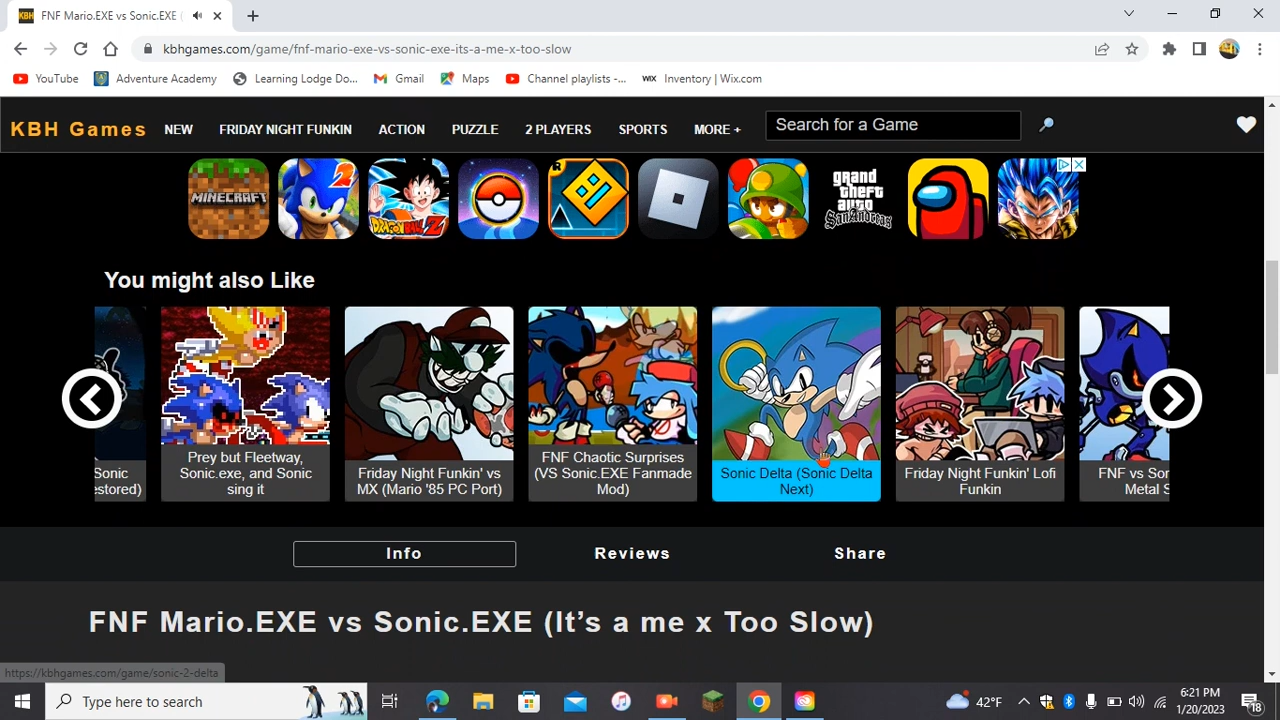 FNF Mario.EXE vs Sonic.EXE (
kbhgames.com/game/fnf-mario-exe-vs-sonic-exe-its-a-me-x-too-slow
YouTube Adventure Academy Learning Lodge Do... Gmail Maps Channel playlists -... WiX Inventory | Wix.com
KBH Games NEW FRIDAY NIGHT FUNKIN ACTION PUZZLE 2 PLAYERS SPORTS MORE + Search for a Game
MINECRAFT
2
DRAGON BALL Z
grand
theft
auto
San Andreas
You might also Like
Sonic
estored)
Prey but Fleetway,
Sonic.exe, and Sonic
sing it
Friday Night Funkin' vs
MX (Mario '85 PC Port)
FNF Chaotic Surprises
(VS Sonic.EXE Fanmade
Mod)
Sonic Delta (Sonic Delta
Next)
Friday Night Funkin' Lofi
Funkin
FNF vs Sor
Metal S
Info Reviews Share
FNF Mario.EXE vs Sonic.EXE (It’s a me x Too Slow)
https://kbhgames.com/game/sonic-2-delta
Type here to search
42°F
6:21 PM
1/20/2023
18